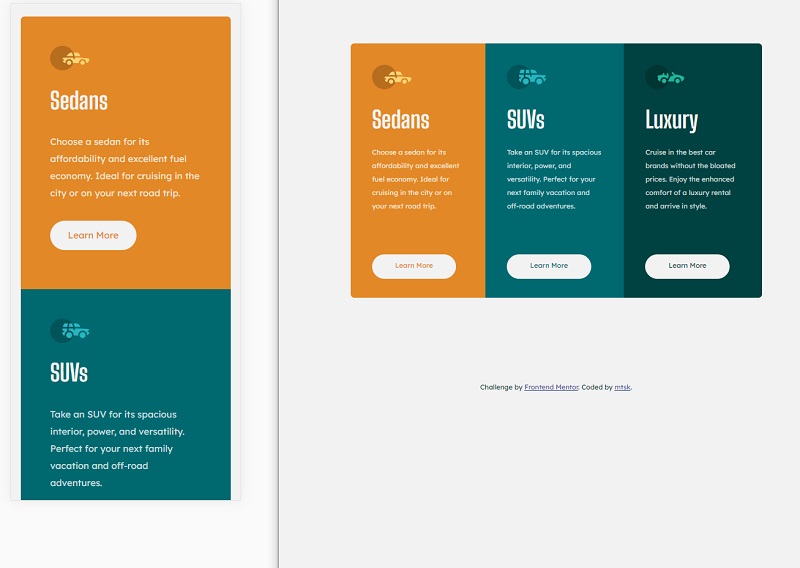 Sedans
Choose a sedan for its
affordability and excellent fuel
economy. Ideal for cruising in the
city or on your next road trip.
Learn More
SUVs
Take an SUV for its spacious
interior, power, and versatility.
Perfect for your next family
vacation and off-road
adventures.
Sedans
Choose a sedan for its
affordability and excellent
fuel economy. Ideal for
cruising in the city or on
your next road trip.
Learn More
SUVs
Take an SUV for its spacious
interior, power, and
versatility. Perfect for your
next family vacation and
off-road adventures.
Learn More
Luxury
Cruise in the best car
brands without the bloated
prices. Enjoy the enhanced
comfort of a luxury rental
and arrive in style.
Learn More
Challenge by Frontend Mentor. Coded by mtsk.